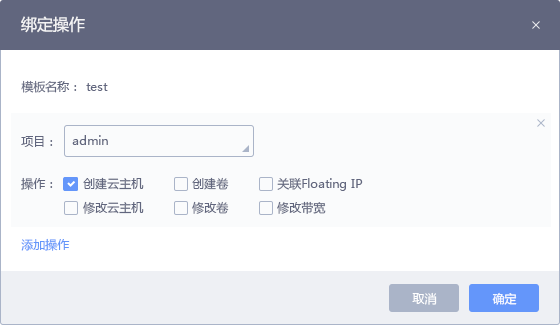 绑定操作
模板名称： test
项目： admin
操作： 创建云主机 创建卷 关联Floating IP
修改云主机 修改卷 修改带宽
添加操作
取消 确定